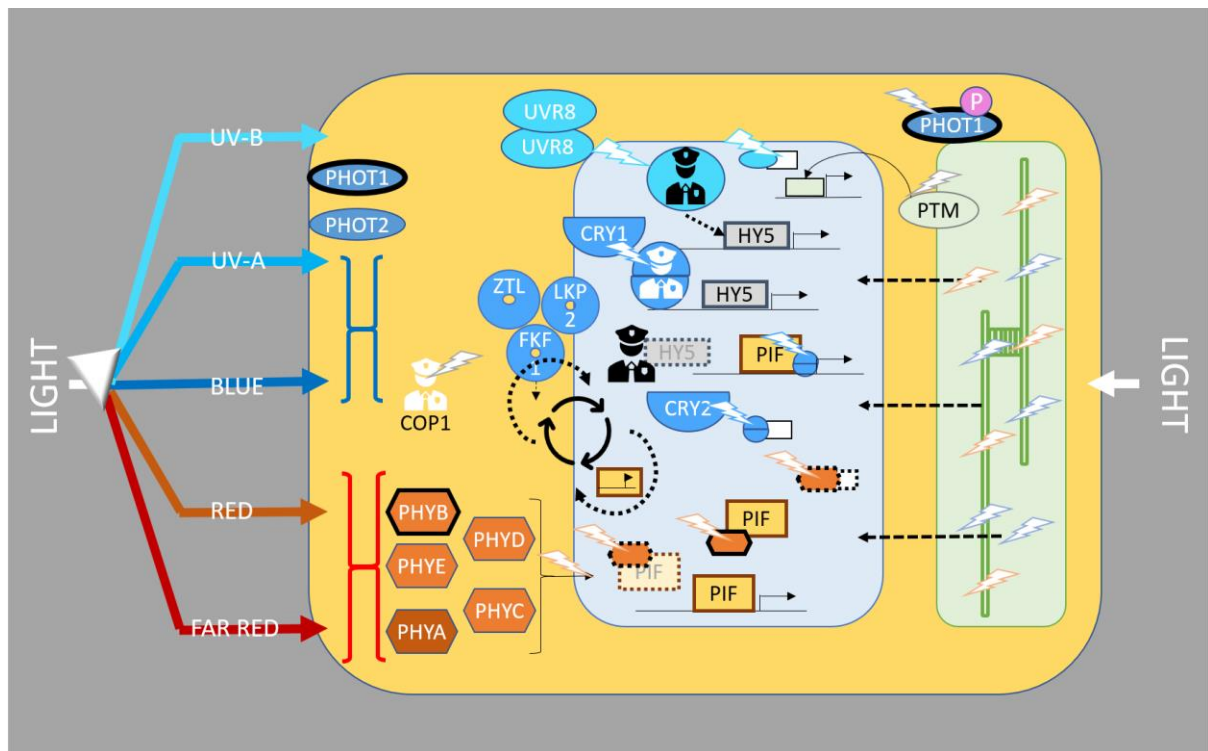 LIGHT
UV-B
UV-A
BLUE
RED
FAR RED
PHOT1
PHOT2
COP1
PHYB
PHYD
PHYE
PHYC
PHYA
UVR8
UVR8
ZTL
LKP
2
FKF
1
CRY1
HY5
HY5
HY5
PIF
CRY2
PIF
PIF
PIF
P
PHOT1
PTM
LIGHT